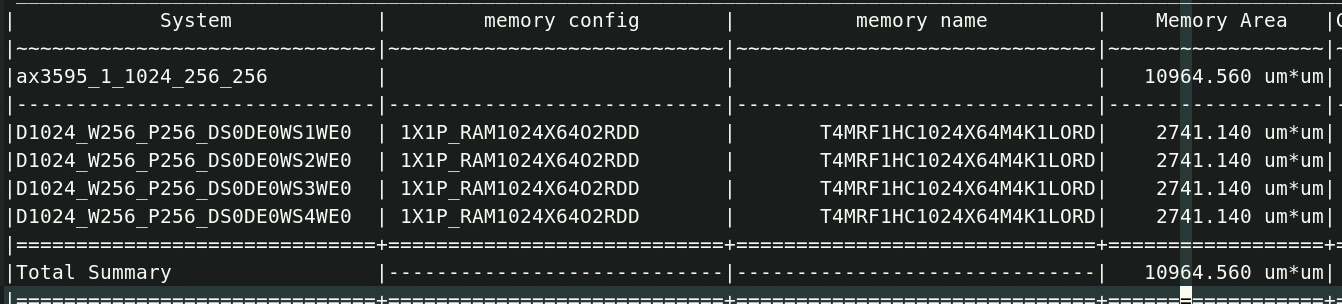 | System | memory config | memory name | Memory Area |
|~~~~~~~~~~~~~~~~~~~~~~~~~~~~~~|~~~~~~~~~~~~~~~~~~~~~~~~~~~~|~~~~~~~~~~~~~~~~~~~~~~~~~~~~~~|~~~~~~~~~~~~~~~~~~|~
|ax3595_1_1024_256_256 | | | 10964.560 um*um|
|------------------------------|----------------------------|------------------------------|------------------|-
|D1024_W256_P256_DS0DE0WS1WE0 | 1X1P_RAM1024X64O2RDD | T4MRF1HC1024X64M4K1LORD| 2741.140 um*um|
|D1024_W256_P256_DS0DE0WS2WE0 | 1X1P_RAM1024X64O2RDD | T4MRF1HC1024X64M4K1LORD| 2741.140 um*um|
|D1024_W256_P256_DS0DE0WS3WE0 | 1X1P_RAM1024X64O2RDD | T4MRF1HC1024X64M4K1LORD| 2741.140 um*um|
|D1024_W256_P256_DS0DE0WS4WE0 | 1X1P_RAM1024X64O2RDD | T4MRF1HC1024X64M4K1LORD| 2741.140 um*um|
|==============================+============================+==============================+==================+=
|Total Summary |----------------------------|------------------------------| 10964.560 um*um|
|==============================+============================+==============================+==================+=